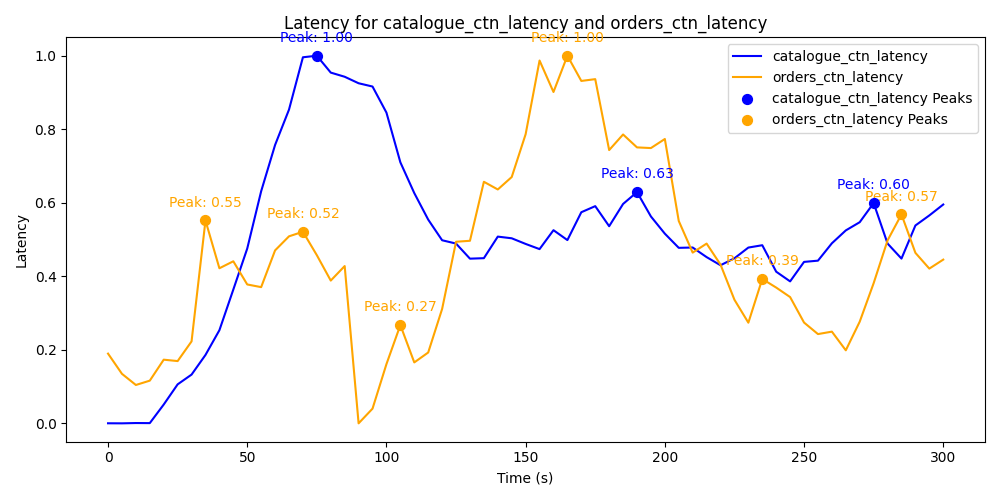 Latency for catalogue_ctn_latency and orders_ctn_latency
Peak: 1.00
Peak: 1.00
catalogue_ctn_latency
orders_ctn_latency
catalogue_ctn_latency Peaks
orders_ctn_latency Peaks
Peak: 0.55
Peak: 0.52
Peak: 0.27
Peak: 0.63
Peak: 0.39
Peak: 0.60
Peak: 0.57
Latency
1.0
0.8
0.6
0.4
0.2
0.0
0 50 100 150 200 250 300
Time (s)